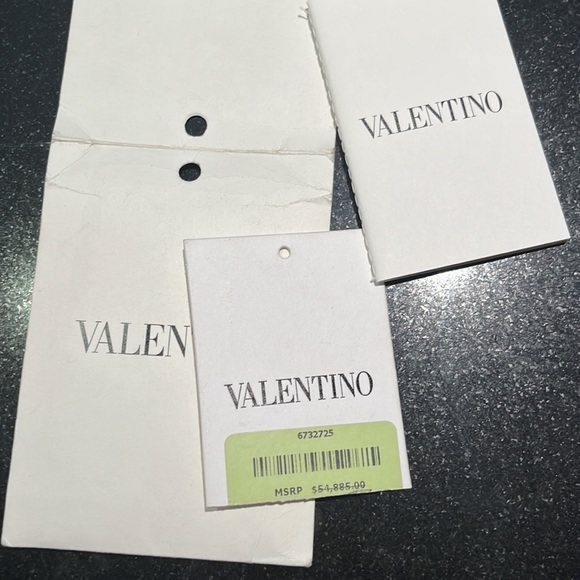 VALENTINO
VALEN
VALENTINO
6732725
MSRP $54,885.00